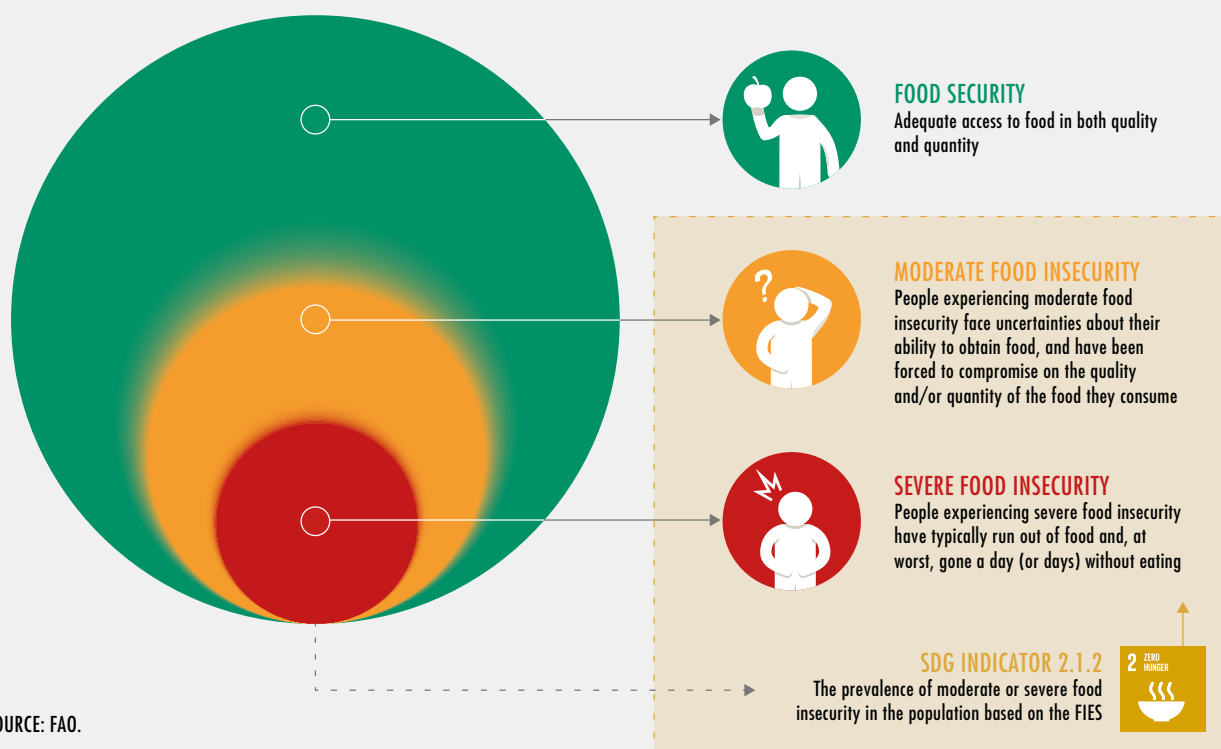 FOOD SECURITY
Adequate access to food in both quality
and quantity
?
MODERATE FOOD INSECURITY
People experiencing moderate food
insecurity face uncertainties about their
ability to obtain food, and have been
forced to compromise on the quality
and/or quantity of the food they consume
SEVERE FOOD INSECURITY
People experiencing severe food insecurity
have typically run out of food and, at
worst, gone a day (or days) without eating
SDG INDICATOR 2.1.2
The prevalence of moderate or severe food
insecurity in the population based on the FIES
2 ZERO
HUNGER
OURCE: FAO.